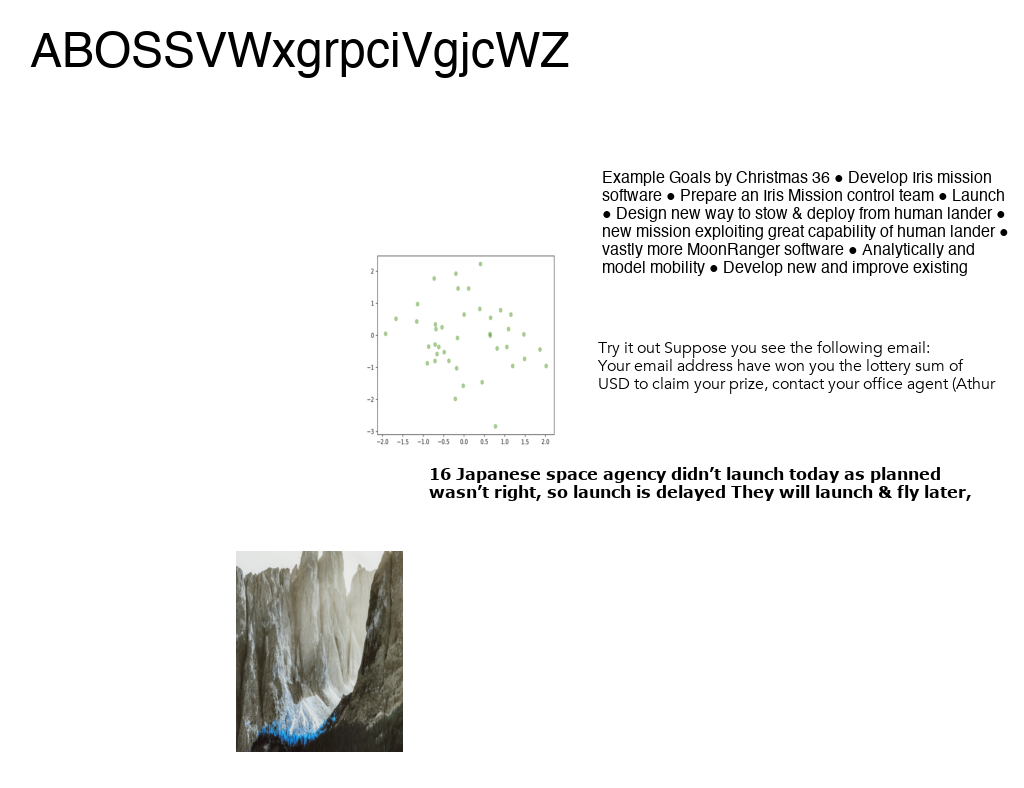 ABOSSVWxgrpciVgjcWZ
Example Goals by Christmas 36 ● Develop Iris mission
software ● Prepare an Iris Mission control team ● Launch
● Design new way to stow & deploy from human lander ●
new mission exploiting great capability of human lander ●
vastly more MoonRanger software ● Analytically and
model mobility ● Develop new and improve existing
2
1
0
−1
−2
−3
−2.0 −1.5 −1.0 −0.5 0.0 0.5 1.0 1.5 2.0
Try it out Suppose you see the following email:
Your email address have won you the lottery sum of
USD to claim your prize, contact your office agent (Athur
16 Japanese space agency didn’t launch today as planned
wasn’t right, so launch is delayed They will launch & fly later,